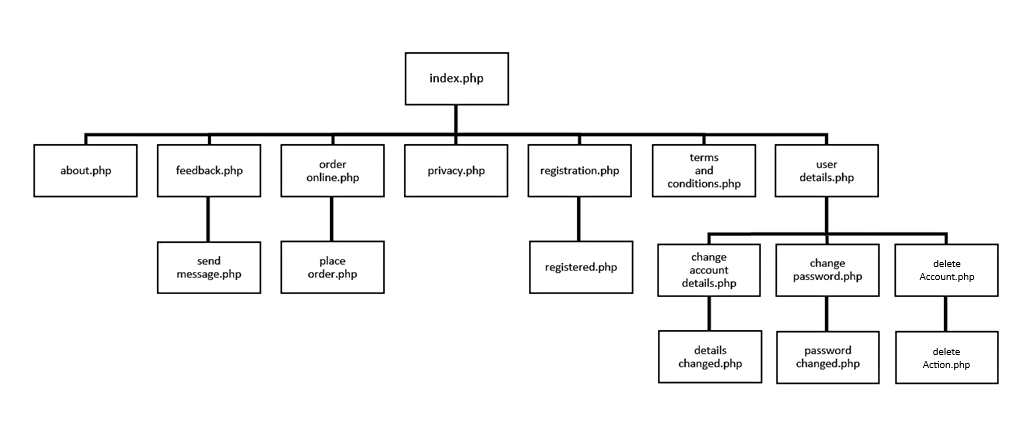 index.php
about.php
feedback.php
order
online.php
privacy.php
registration.php
terms
and
conditions.php
user
details.php
send
message.php
place
order.php
registered.php
change
account
details.php
change
password.php
delete
Account.php
details
changed.php
password
changed.php
delete
Action.php